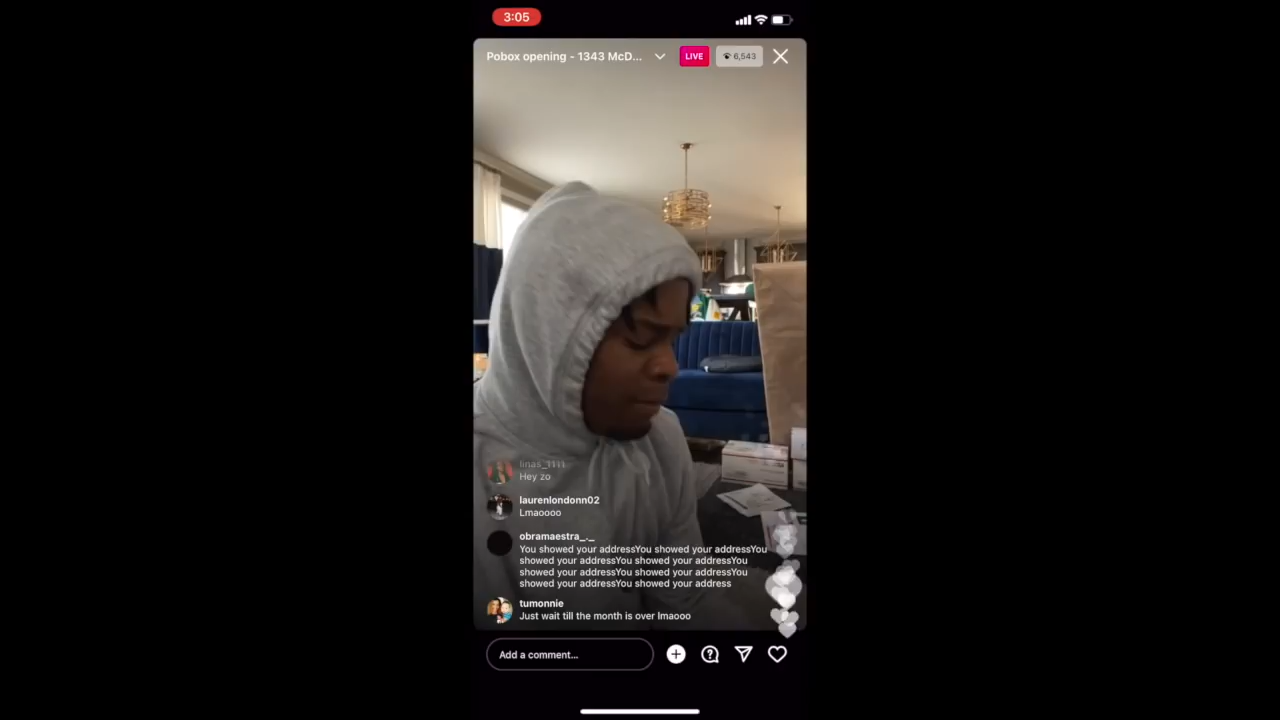 3:05
Pobox opening - 1343 McD...
LIVE
6,543
linas_1111
Hey zo
laurenlondonn02
Lmaoooo
obramaestra_._
You showed your addressYou showed your addressYou
showed your addressYou showed your addressYou
showed your addressYou showed your addressYou
showed your addressYou showed your address
tumonnie
Just wait till the month is over lmaooo
Add a comment...